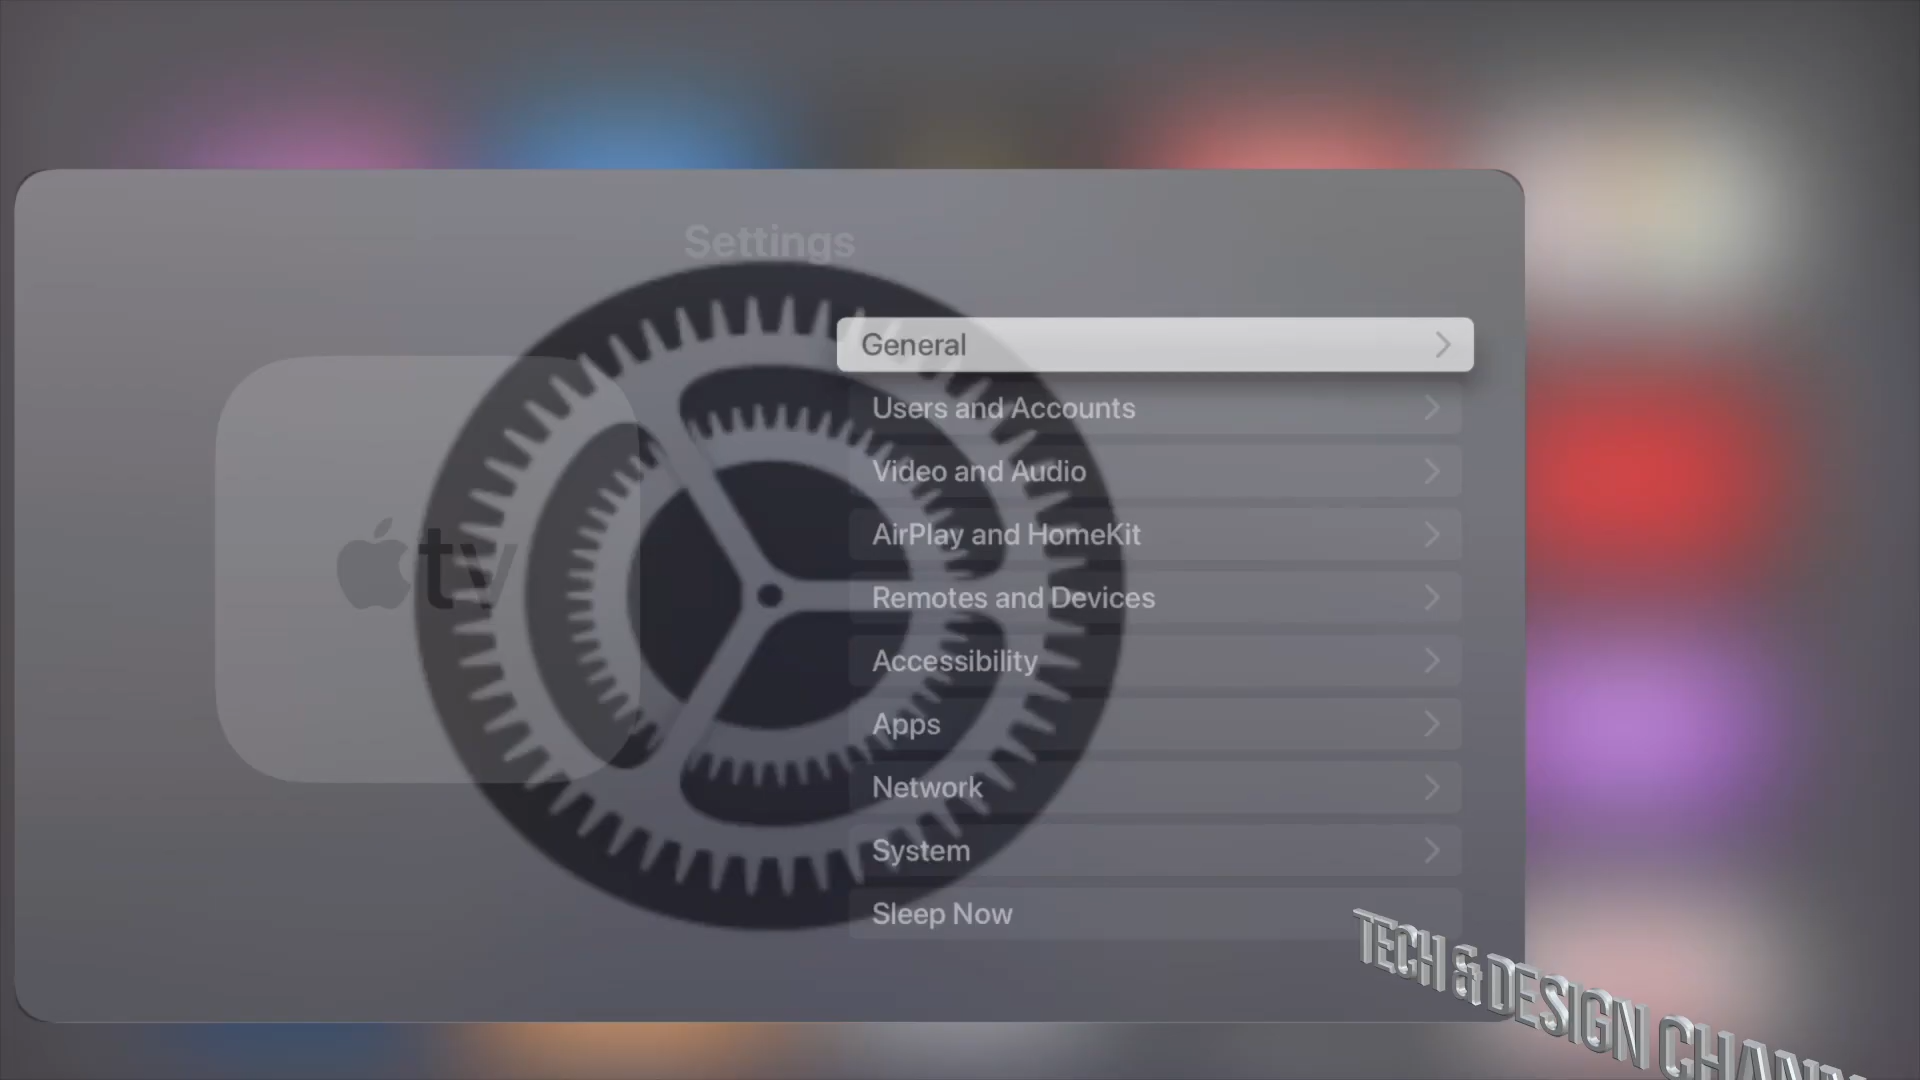 Settings
General
Users and Accounts
Video and Audio
AirPlay and HomeKit
Remotes and Devices
Accessibility
Apps
Network
System
Sleep Now
tv
TECH & DESIGN